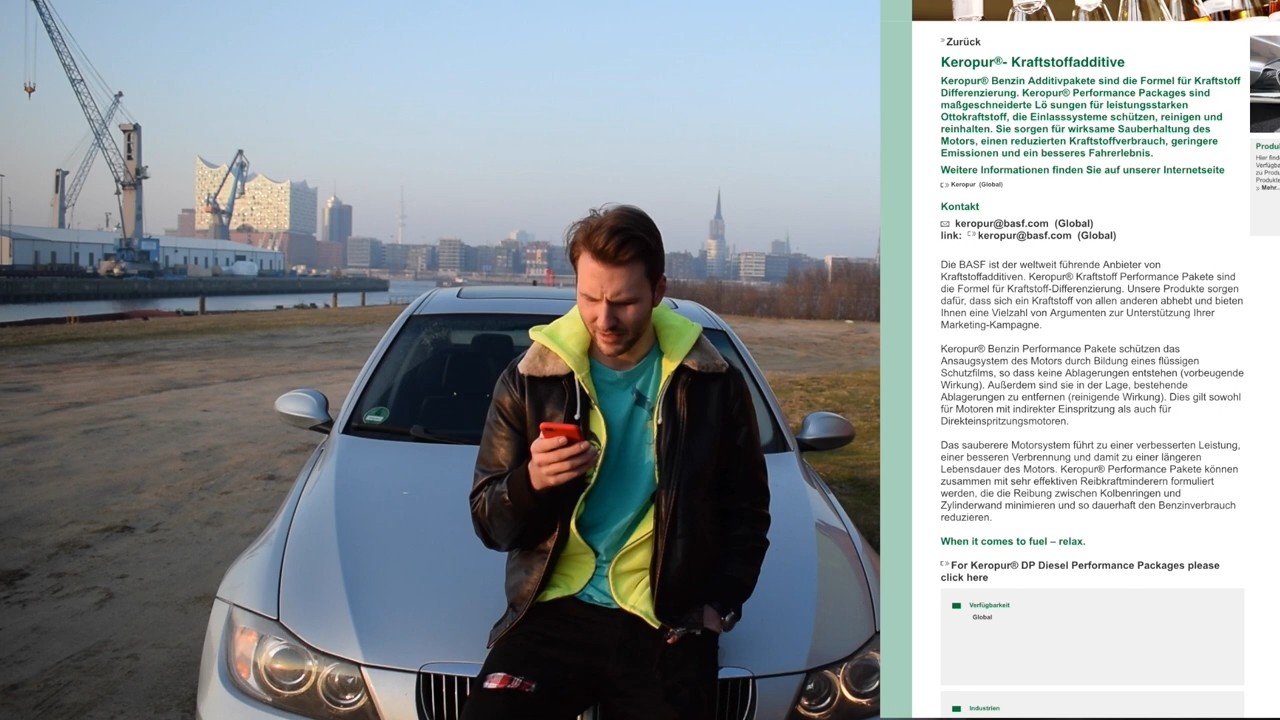 Zurück
Keropur®- Kraftstoffadditive
Keropur® Benzin Additivpakete sind die Formel für Kraftstoff
Differenzierung. Keropur® Performance Packages sind
maßgeschneiderte Lö sungen für leistungsstarken
Ottokraftstoff, die Einlasssysteme schützen, reinigen und
reinhalten. Sie sorgen für wirksame Sauberhaltung des
Motors, einen reduzierten Kraftstoffverbrauch, geringere
Emissionen und ein besseres Fahrerlebnis.
Weitere Informationen finden Sie auf unserer Internetseite
Keropur (Global)
Kontakt
keropur@basf.com (Global)
link: keropur@basf.com (Global)
Die BASF ist der weltweit führende Anbieter von
Kraftstoffadditiven. Keropur® Kraftstoff Performance Pakete sind
die Formel für Kraftstoff-Differenzierung. Unsere Produkte sorgen
dafür, dass sich ein Kraftstoff von allen anderen abhebt und bieten
Ihnen eine Vielzahl von Argumenten zur Unterstützung Ihrer
Marketing-Kampagne.
Keropur® Benzin Performance Pakete schützen das
Ansaugsystem des Motors durch Bildung eines flüssigen
Schutzfilms, so dass keine Ablagerungen entstehen (vorbeugende
Wirkung). Außerdem sind sie in der Lage, bestehende
Ablagerungen zu entfernen (reinigende Wirkung). Dies gilt sowohl
für Motoren mit indirekter Einspritzung als auch für
Direkteinspritzungsmotoren.
Das sauberere Motorsystem führt zu einer verbesserten Leistung,
einer besseren Verbrennung und damit zu einer längeren
Lebensdauer des Motors. Keropur® Performance Pakete können
zusammen mit sehr effektiven Reibkraftminderern formuliert
werden, die die Reibung zwischen Kolbenringen und
Zylinderwand minimieren und so dauerhaft den Benzinverbrauch
reduzieren.
When it comes to fuel – relax.
For Keropur® DP Diesel Performance Packages please
click here
Verfügbarkeit
Global
Industrien
Produ
Hier find
Verfügba
zu Produ
Produkte
Mehr..